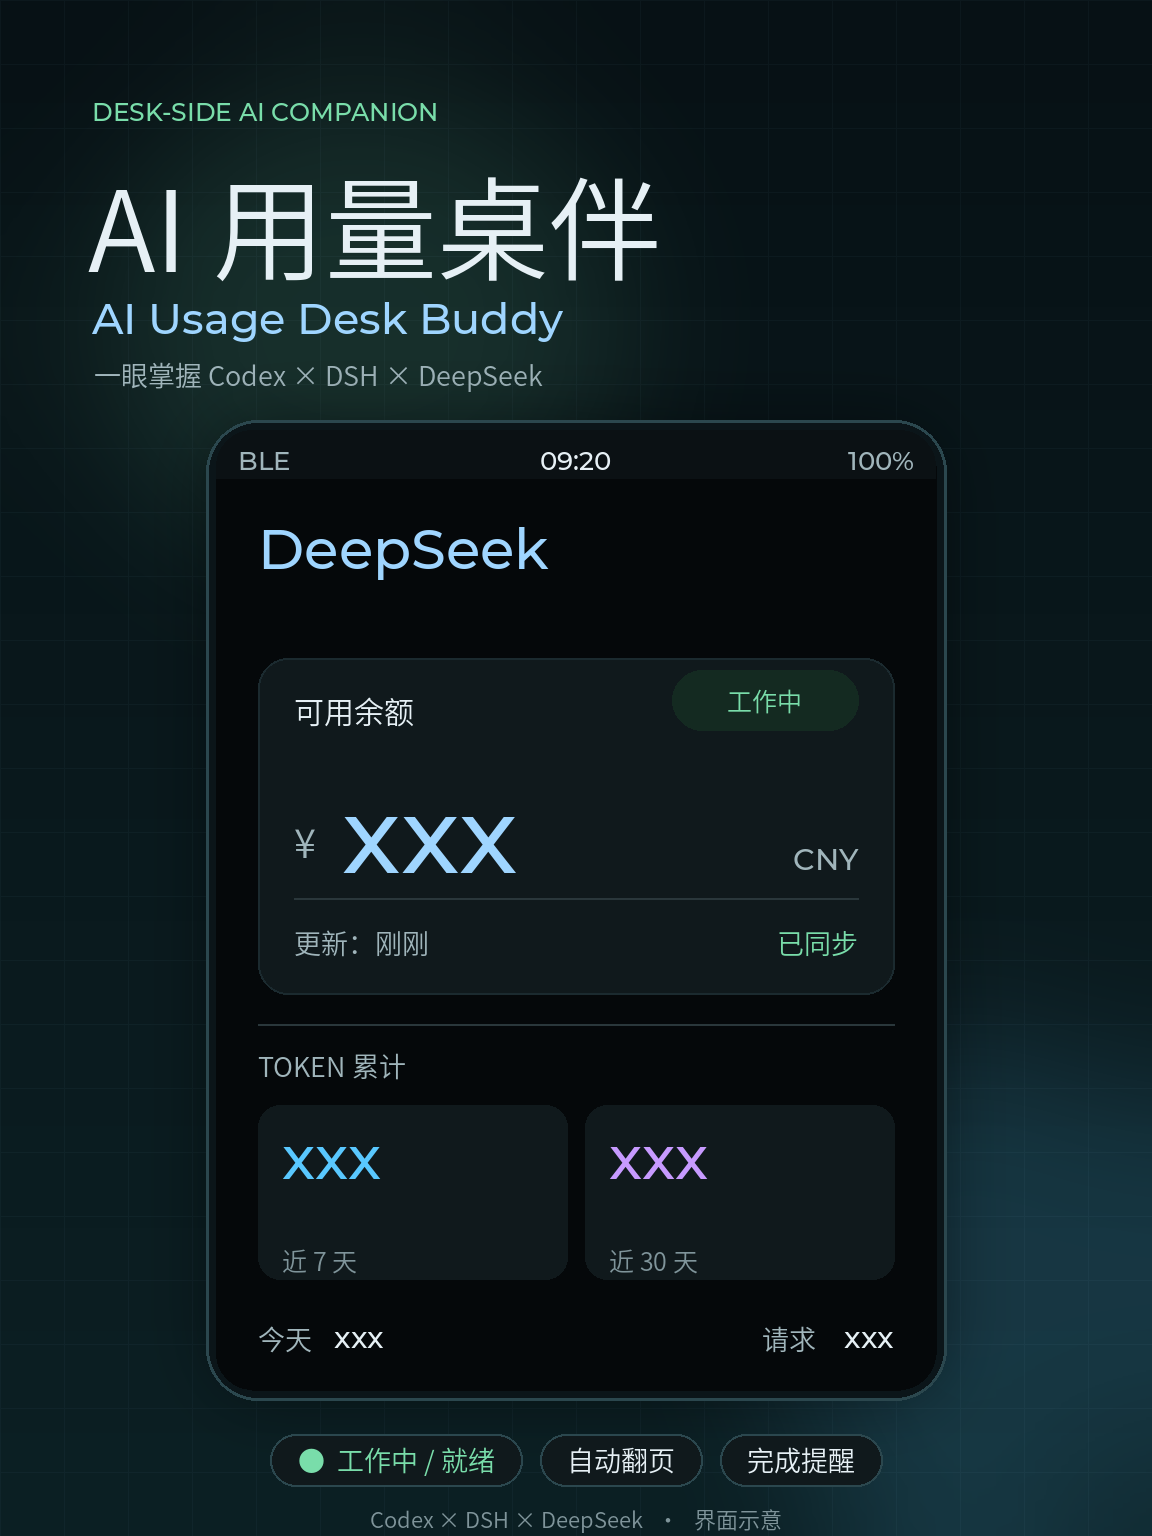 DESK-SIDE AI COMPANION
AI 用量桌伴
AI Usage Desk Buddy
一眼掌握 Codex × DSH × DeepSeek
BLE 09:20 100%
DeepSeek
可用余额 工作中
¥ xxx CNY
更新：刚刚 已同步
TOKEN 累计
xxx xxx
近 7 天 近 30 天
今天 xxx 请求 xxx
工作中 / 就绪 自动翻页 完成提醒
Codex × DSH × DeepSeek · 界面示意